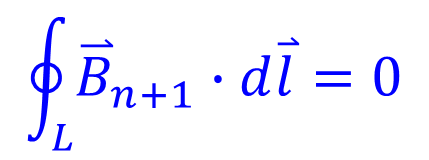 ∮_L B⃗_{n+1} · dl⃗ = 0